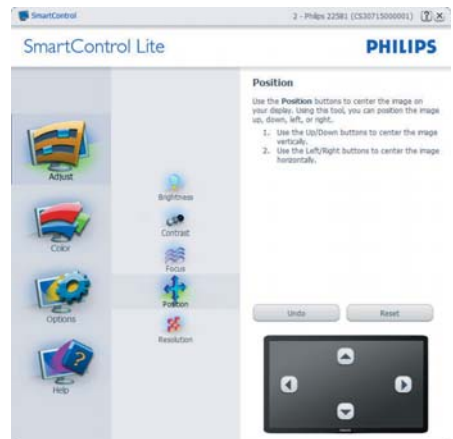 SmartControl
2 - Philips 225B1 (CS30715000001)
SmartControl Lite
PHILIPS
Adjust
Color
Options
Help
Brightness
Contrast
Focus
Position
Resolution
Position
Use the Position buttons to center the image on
your display. Using this tool, you can position the image
up, down, left, or right.
1. Use the Up/Down buttons to center the image
vertically.
2. Use the Left/Right buttons to center the image
horizontally.
Undo
Reset